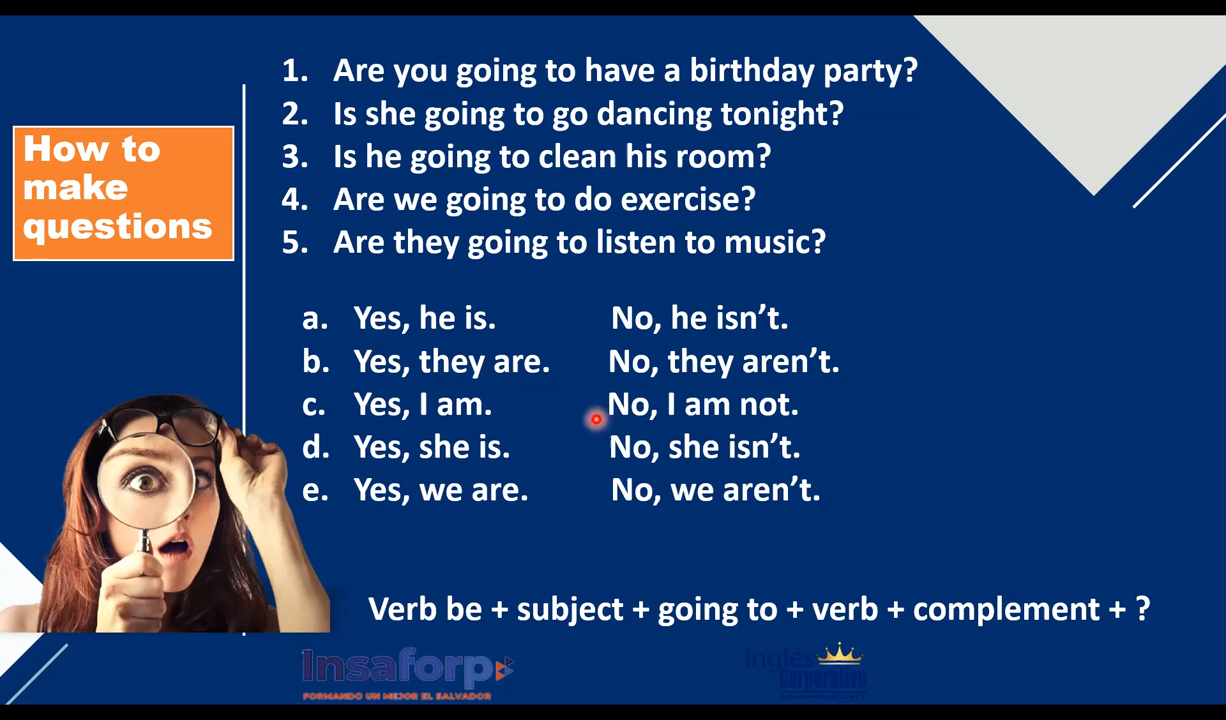 How to
make
questions
1. Are you going to have a birthday party?
2. Is she going to go dancing tonight?
3. Is he going to clean his room?
4. Are we going to do exercise?
5. Are they going to listen to music?
a. Yes, he is. No, he isn’t.
b. Yes, they are. No, they aren’t.
c. Yes, I am. No, I am not.
d. Yes, she is. No, she isn’t.
e. Yes, we are. No, we aren’t.
Verb be + subject + going to + verb + complement + ?
Insaforp
FORMANDO UN MEJOR EL SALVADOR
Inglés
Corporativo